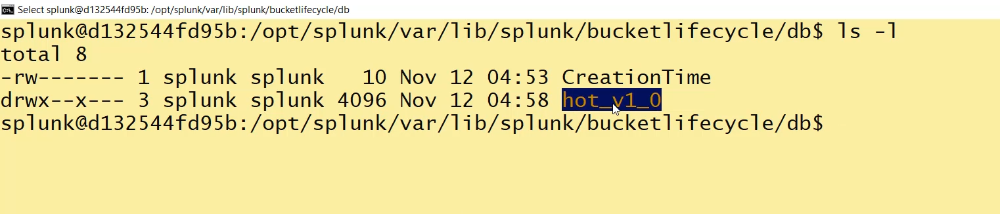 Select splunk@d132544fd95b: /opt/splunk/var/lib/splunk/bucketlifecycle/db
splunk@d132544fd95b:/opt/splunk/var/lib/splunk/bucketlifecycle/db$ ls -l
total 8
-rw------- 1 splunk splunk   10 Nov 12 04:53 CreationTime
drwx--x--- 3 splunk splunk 4096 Nov 12 04:58 hot_v1_0
splunk@d132544fd95b:/opt/splunk/var/lib/splunk/bucketlifecycle/db$